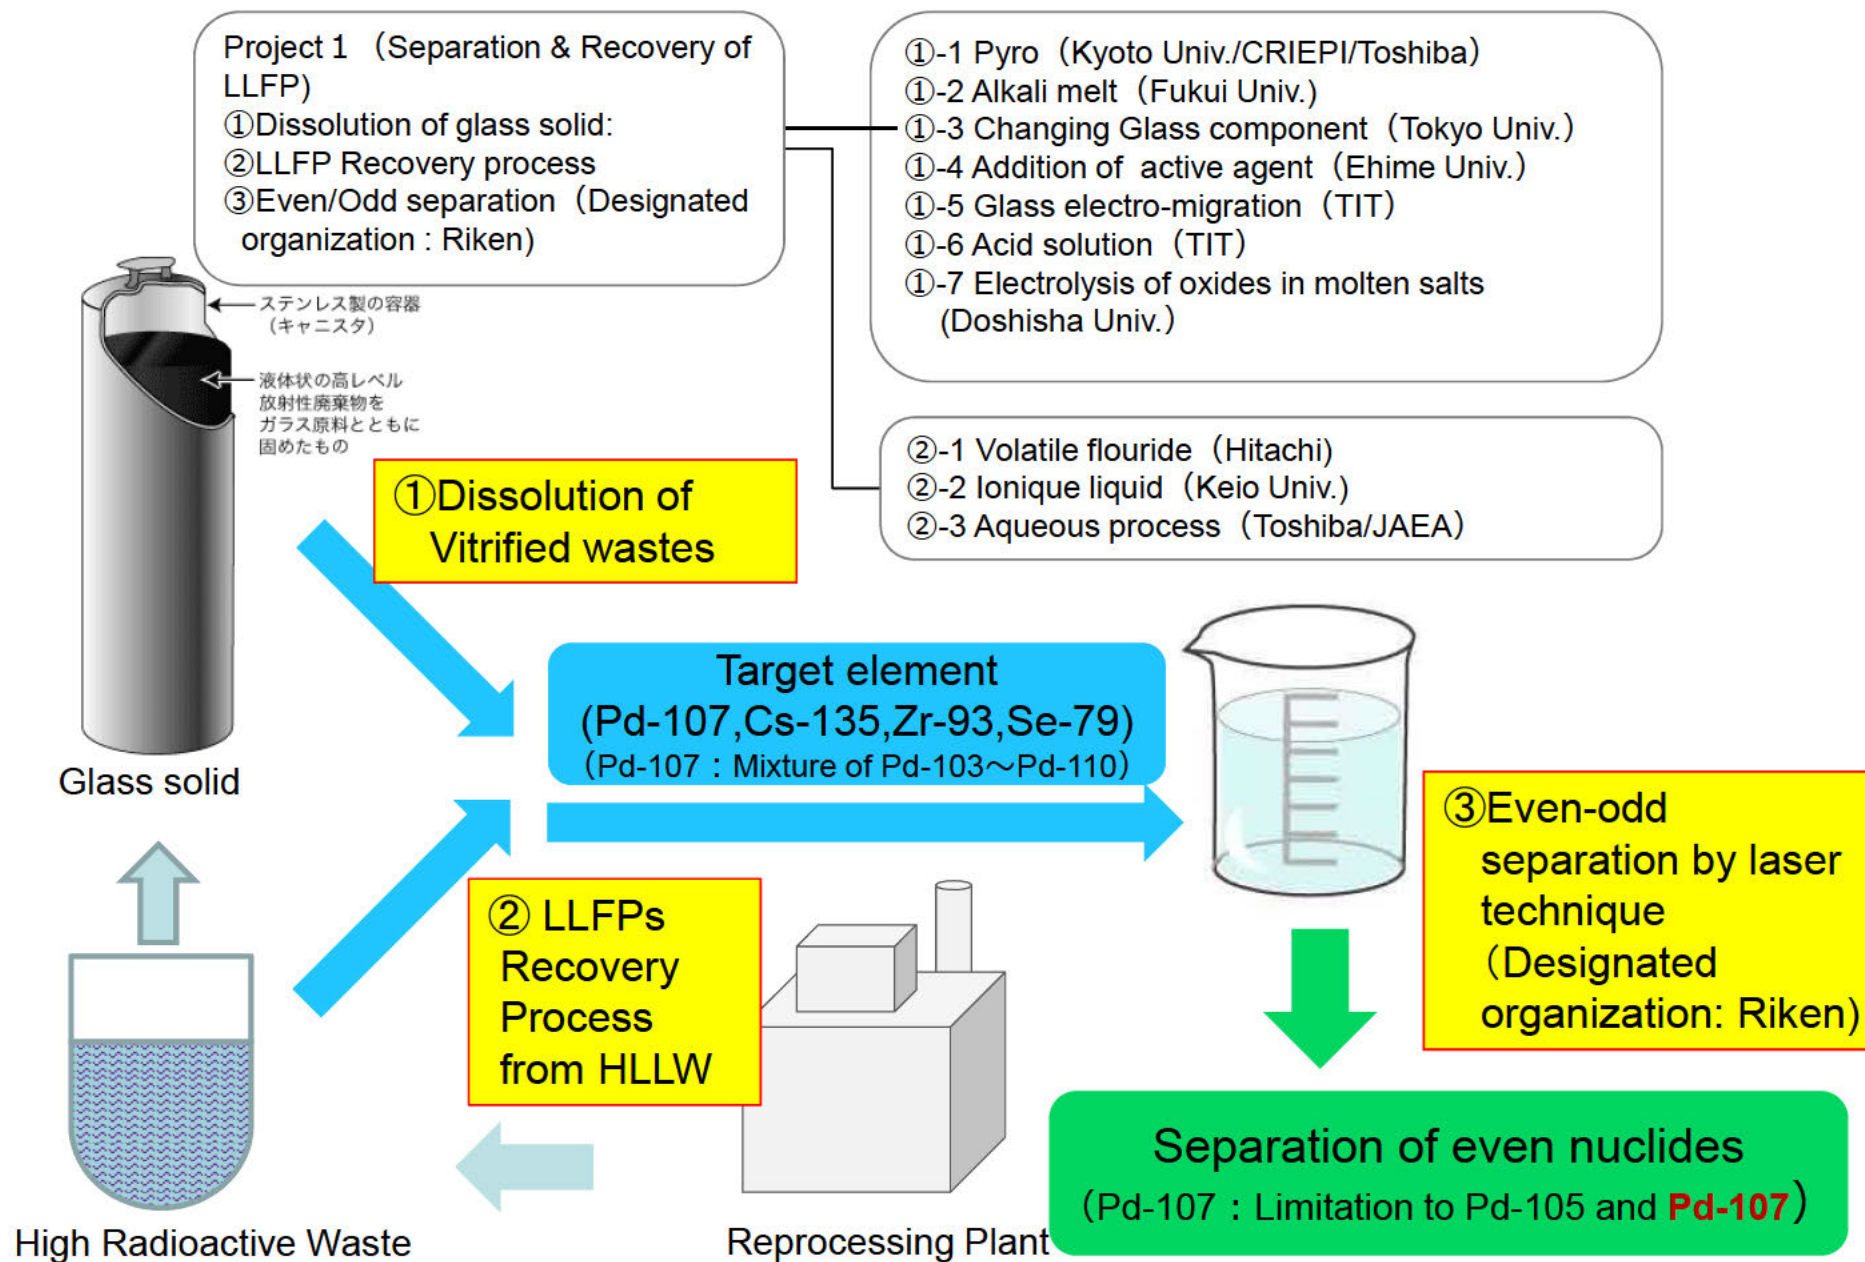 Project 1 （Separation & Recovery of
LLFP)
①Dissolution of glass solid:
②LLFP Recovery process
③Even/Odd separation（Designated
organization : Riken)
①-1 Pyro（Kyoto Univ./CRIEPI/Toshiba）
①-2 Alkali melt（Fukui Univ.）
①-3 Changing Glass component（Tokyo Univ.）
①-4 Addition of active agent（Ehime Univ.）
①-5 Glass electro-migration（TIT）
①-6 Acid solution（TIT）
①-7 Electrolysis of oxides in molten salts
(Doshisha Univ.）
②-1 Volatile flouride（Hitachi)
②-2 Ionique liquid（Keio Univ.)
②-3 Aqueous process（Toshiba/JAEA）
ステンレス製の容器
（キャニスタ）
液体状の高レベル
放射性廃棄物を
ガラス原料とともに
固めたもの
Glass solid
①Dissolution of
Vitrified wastes
Target element
(Pd-107,Cs-135,Zr-93,Se-79)
（Pd-107：Mixture of Pd-103～Pd-110）
② LLFPs
Recovery
Process
from HLLW
③Even-odd
separation by laser
technique
（Designated
organization: Riken)
High Radioactive Waste
Reprocessing Plant
Separation of even nuclides
（Pd-107：Limitation to Pd-105 and Pd-107）